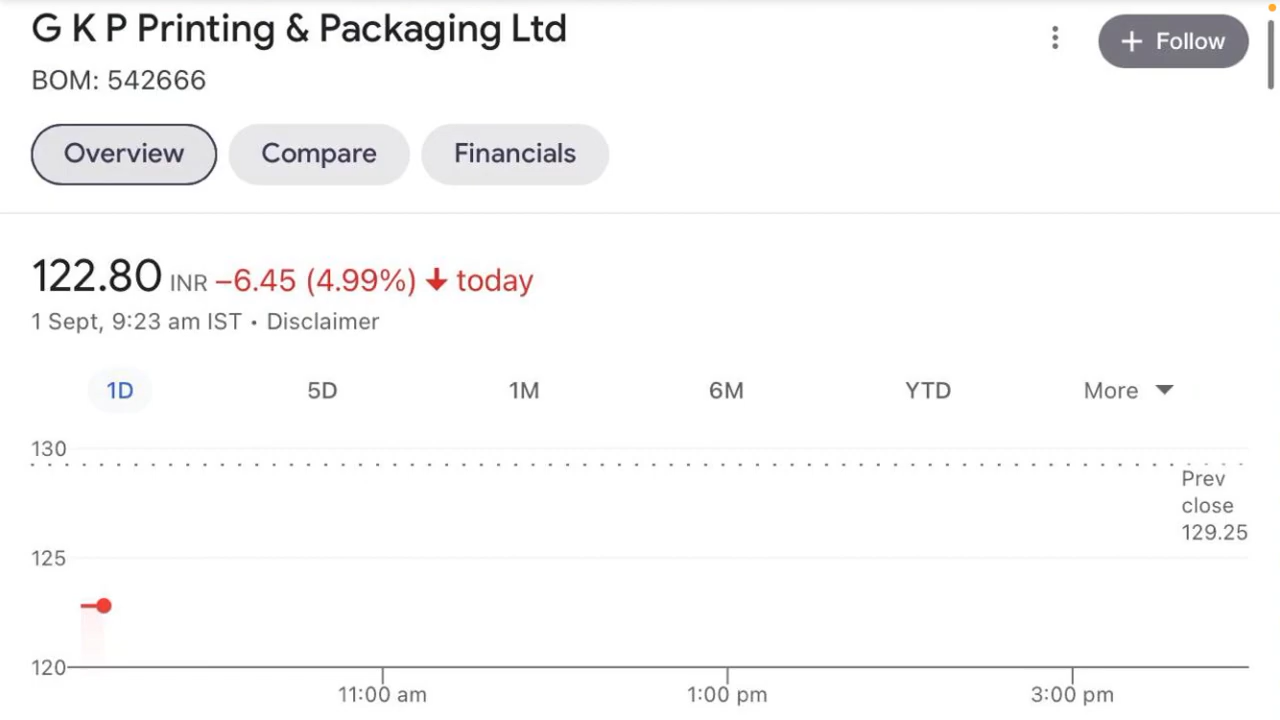 G K P Printing & Packaging Ltd
+ Follow
BOM: 542666
Overview Compare Financials
122.80 INR −6.45 (4.99%) ↓ today
1 Sept, 9:23 am IST • Disclaimer
1D 5D 1M 6M YTD More
130
Prev
close
129.25
125
120
11:00 am 1:00 pm 3:00 pm